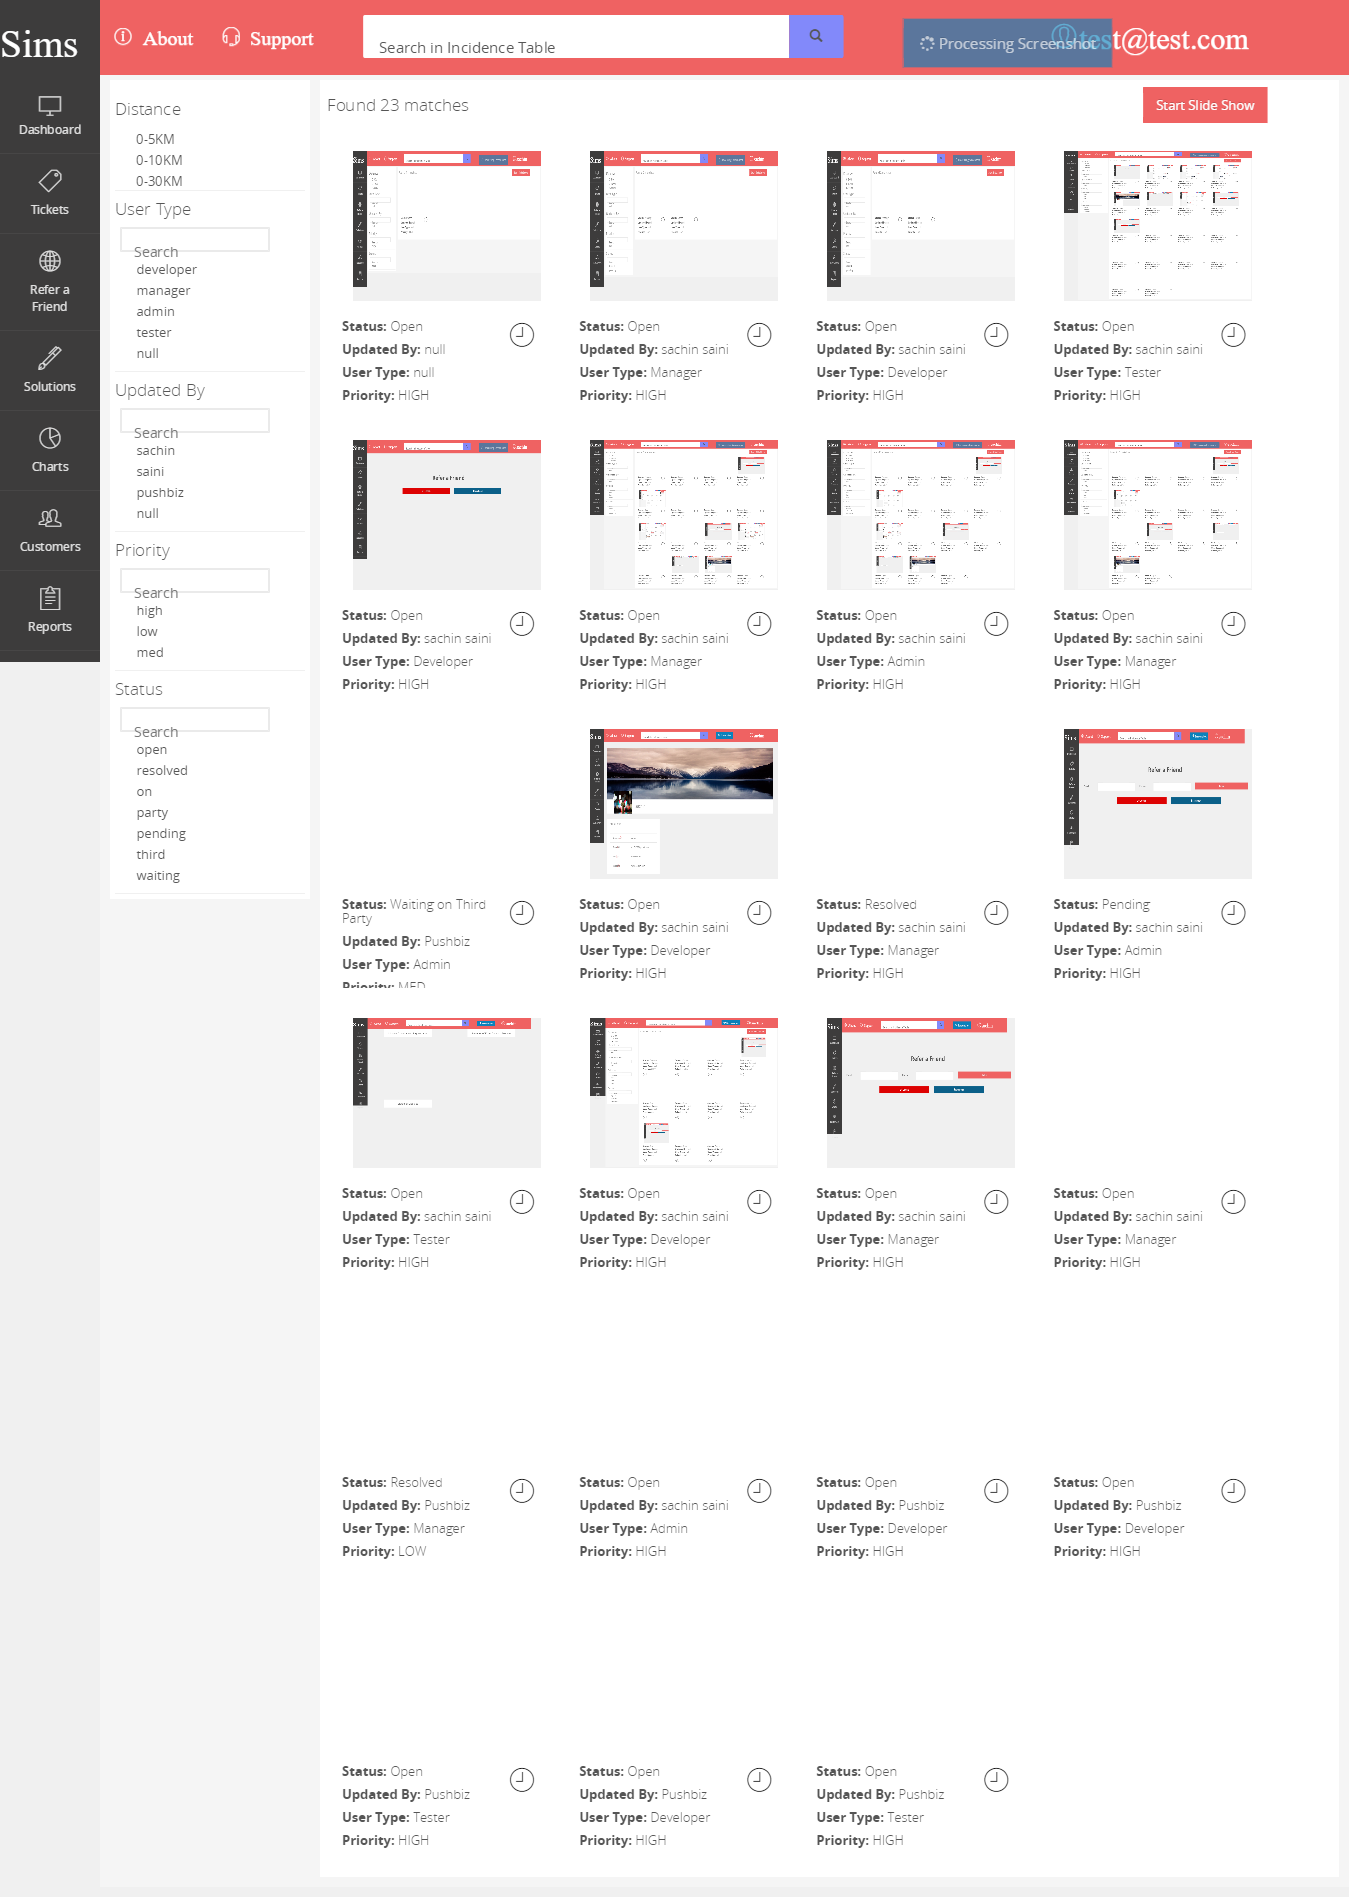 Sims
About
Support
Search in Incidence Table
Processing Screenshot
test@test.com
Dashboard
Tickets
Refer a
Friend
Solutions
Charts
Customers
Reports
Distance
0-5KM
0-10KM
0-30KM
User Type
Search
developer
manager
admin
tester
null
Updated By
Search
sachin
saini
pushbiz
null
Priority
Search
high
low
med
Status
Search
open
resolved
on
party
pending
third
waiting
Found 23 matches
Start Slide Show
Status: Open
Updated By: null
User Type: null
Priority: HIGH
Status: Open
Updated By: sachin saini
User Type: Manager
Priority: HIGH
Status: Open
Updated By: sachin saini
User Type: Developer
Priority: HIGH
Status: Open
Updated By: sachin saini
User Type: Tester
Priority: HIGH
Refer a Friend
Status: Open
Updated By: sachin saini
User Type: Developer
Priority: HIGH
Status: Open
Updated By: sachin saini
User Type: Manager
Priority: HIGH
Status: Open
Updated By: sachin saini
User Type: Admin
Priority: HIGH
Status: Open
Updated By: sachin saini
User Type: Manager
Priority: HIGH
Status: Waiting on Third
Party
Updated By: Pushbiz
User Type: Admin
Priority: MED
Status: Open
Updated By: sachin saini
User Type: Developer
Priority: HIGH
Status: Resolved
Updated By: sachin saini
User Type: Manager
Priority: HIGH
Refer a Friend
Status: Pending
Updated By: sachin saini
User Type: Admin
Priority: HIGH
Status: Open
Updated By: sachin saini
User Type: Tester
Priority: HIGH
Status: Open
Updated By: sachin saini
User Type: Developer
Priority: HIGH
Refer a Friend
Status: Open
Updated By: sachin saini
User Type: Manager
Priority: HIGH
Status: Open
Updated By: sachin saini
User Type: Manager
Priority: HIGH
Status: Resolved
Updated By: Pushbiz
User Type: Manager
Priority: LOW
Status: Open
Updated By: sachin saini
User Type: Admin
Priority: HIGH
Status: Open
Updated By: Pushbiz
User Type: Developer
Priority: HIGH
Status: Open
Updated By: Pushbiz
User Type: Developer
Priority: HIGH
Status: Open
Updated By: Pushbiz
User Type: Tester
Priority: HIGH
Status: Open
Updated By: Pushbiz
User Type: Developer
Priority: HIGH
Status: Open
Updated By: Pushbiz
User Type: Tester
Priority: HIGH